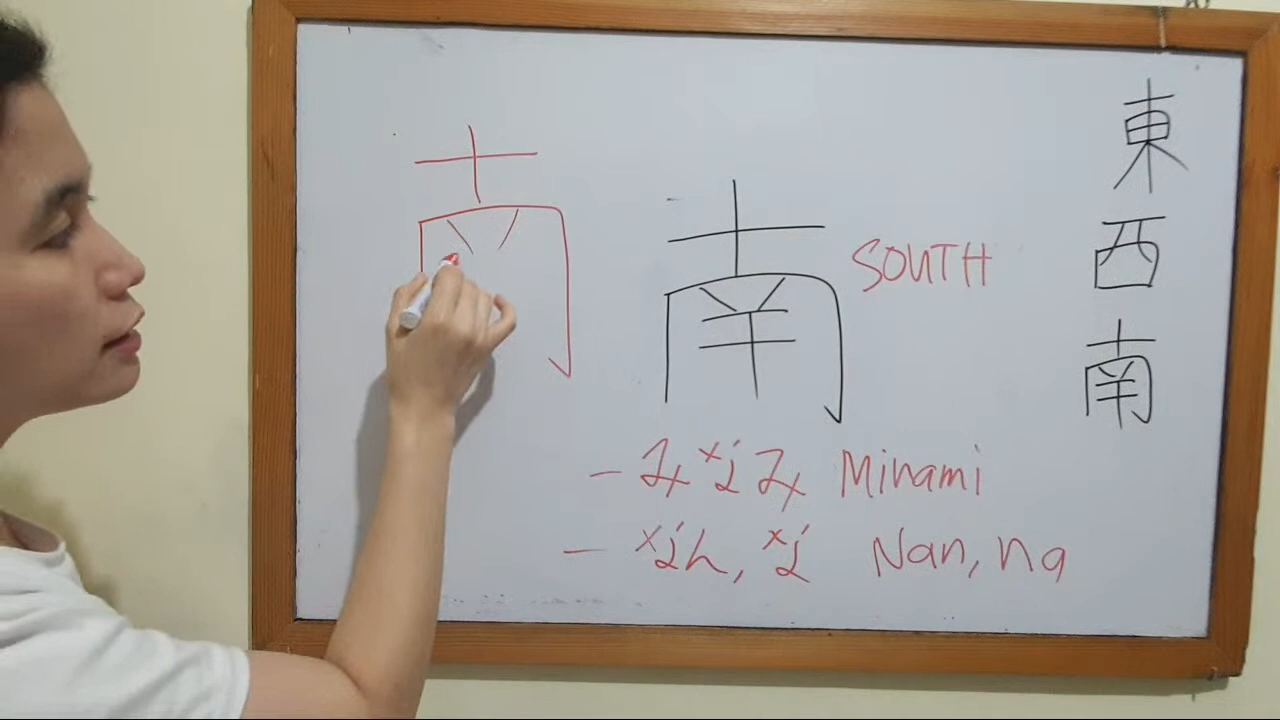 南 SOUTH
- みなみ Minami
- なん, な Nan, na
東
西
南